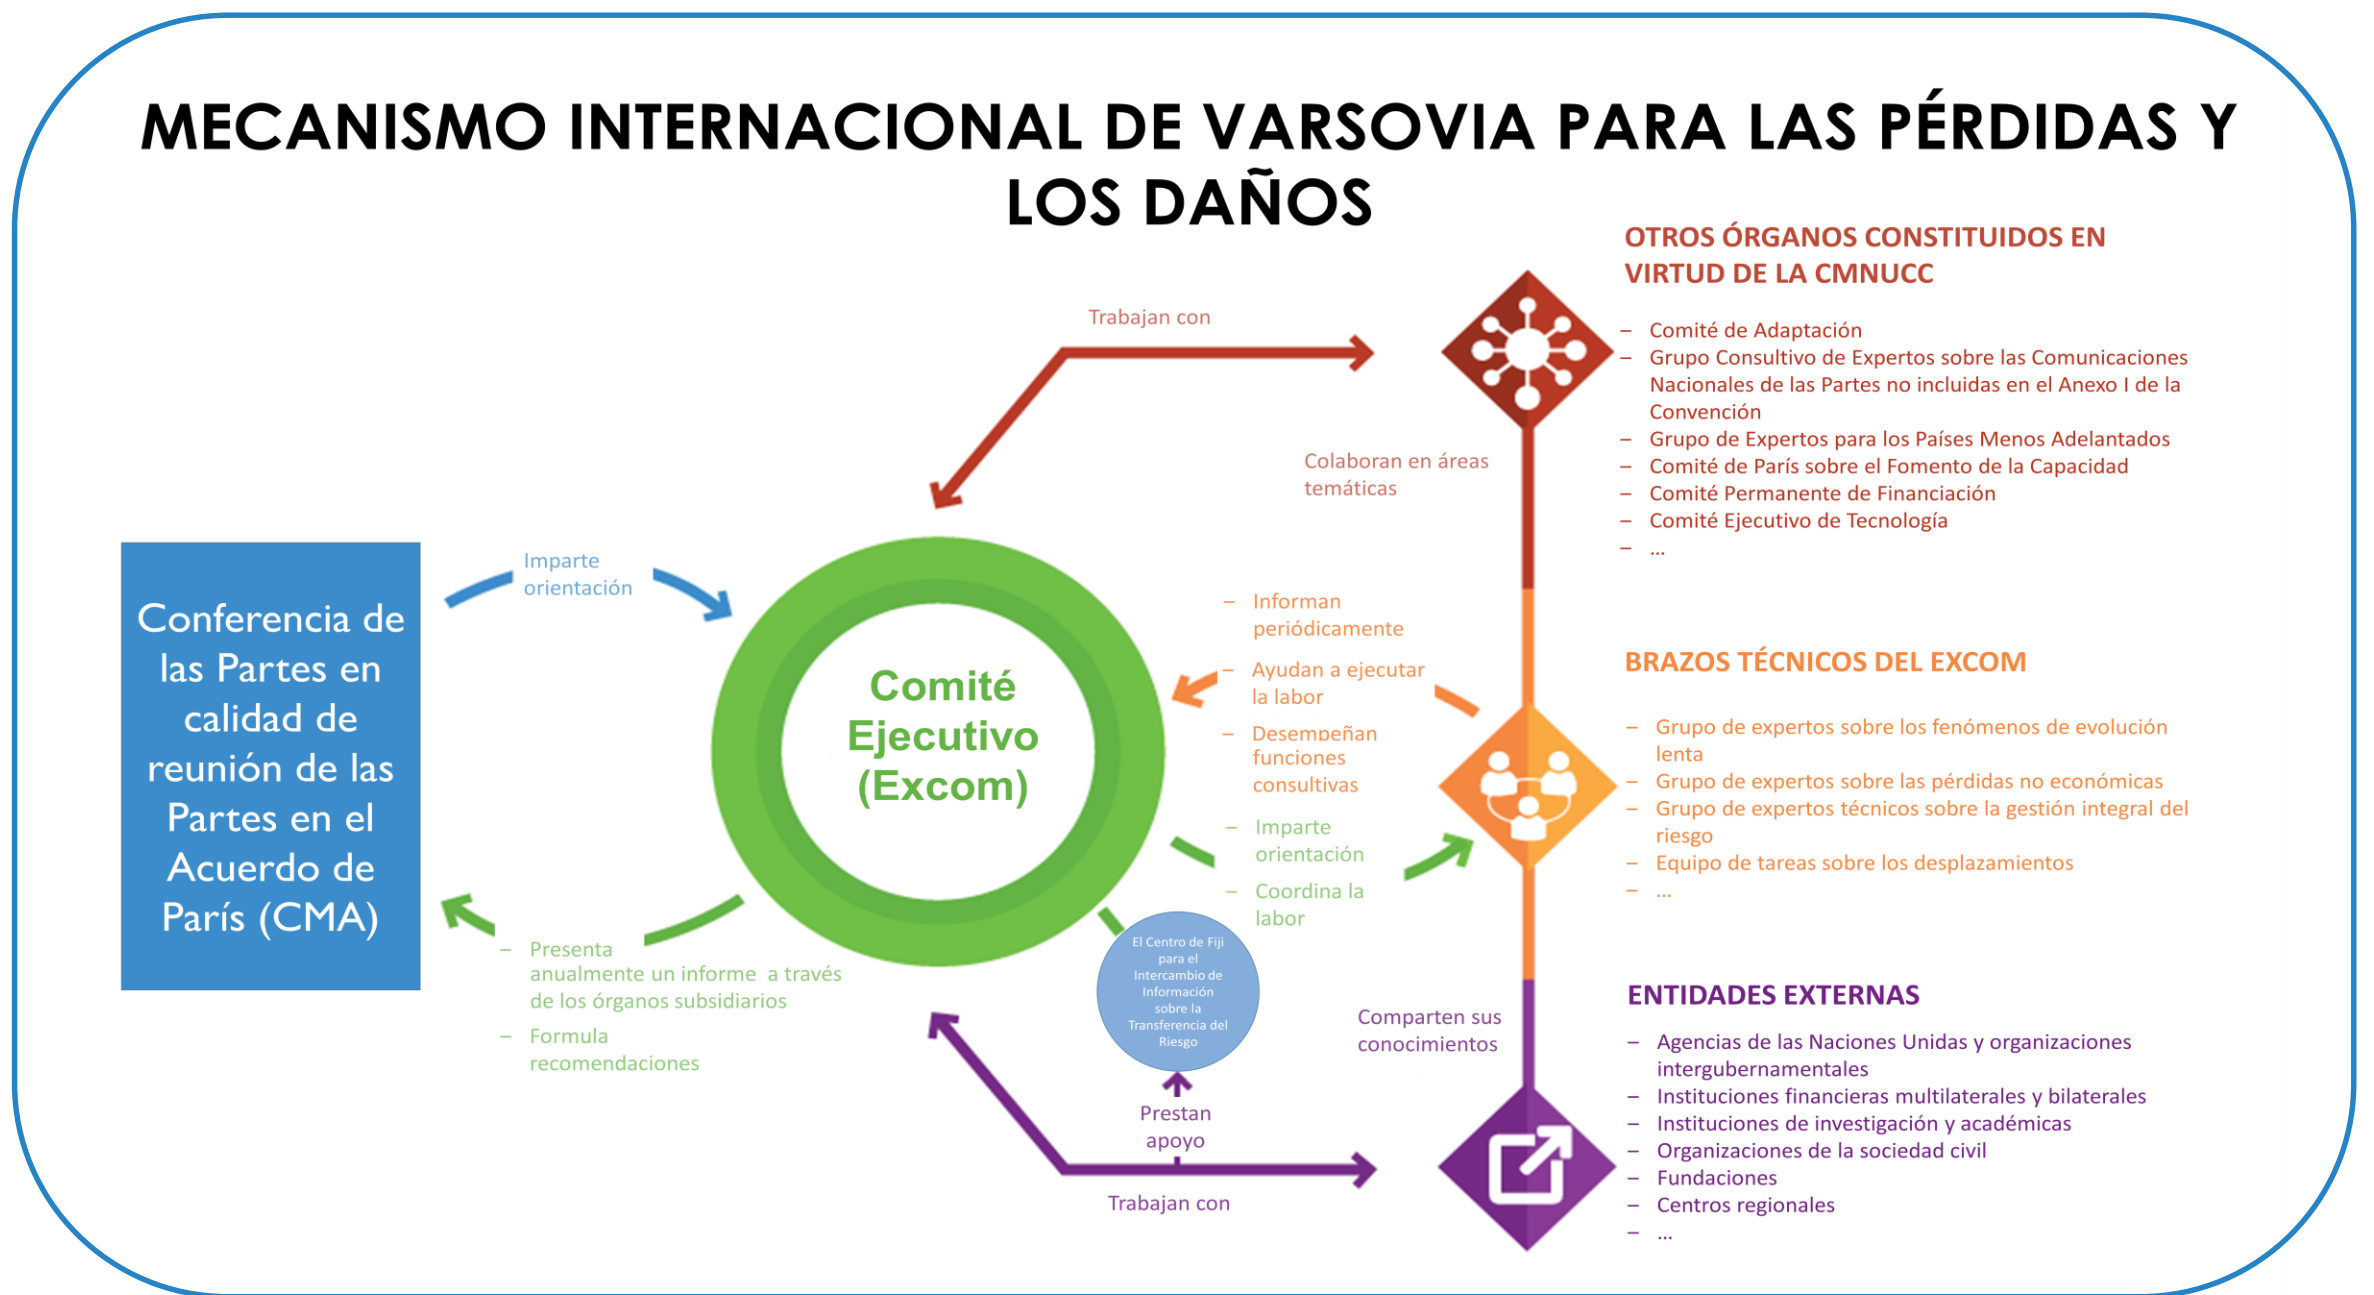 MECANISMO INTERNACIONAL DE VARSOVIA PARA LAS PÉRDIDAS Y
LOS DAÑOS
Conferencia de
las Partes en
calidad de
reunión de las
Partes en el
Acuerdo de
París (CMA)
Imparte
orientación
– Presenta
anualmente un informe a través
de los órganos subsidiarios
– Formula
recomendaciones
Comité
Ejecutivo
(Excom)
Trabajan con
Colaboran en áreas
temáticas
– Informan
periódicamente
– Ayudan a ejecutar
la labor
– Desempeñan
funciones
consultivas
– Imparte
orientación
– Coordina la
labor
El Centro de Fiji
para el
Intercambio de
Información
sobre la
Transferencia del
Riesgo
Prestan
apoyo
Trabajan con
Comparten sus
conocimientos
OTROS ÓRGANOS CONSTITUIDOS EN
VIRTUD DE LA CMNUCC
– Comité de Adaptación
– Grupo Consultivo de Expertos sobre las Comunicaciones
Nacionales de las Partes no incluidas en el Anexo I de la
Convención
– Grupo de Expertos para los Países Menos Adelantados
– Comité de París sobre el Fomento de la Capacidad
– Comité Permanente de Financiación
– Comité Ejecutivo de Tecnología
– ...
BRAZOS TÉCNICOS DEL EXCOM
– Grupo de expertos sobre los fenómenos de evolución
lenta
– Grupo de expertos sobre las pérdidas no económicas
– Grupo de expertos técnicos sobre la gestión integral del
riesgo
– Equipo de tareas sobre los desplazamientos
– ...
ENTIDADES EXTERNAS
– Agencias de las Naciones Unidas y organizaciones
intergubernamentales
– Instituciones financieras multilaterales y bilaterales
– Instituciones de investigación y académicas
– Organizaciones de la sociedad civil
– Fundaciones
– Centros regionales
– ...